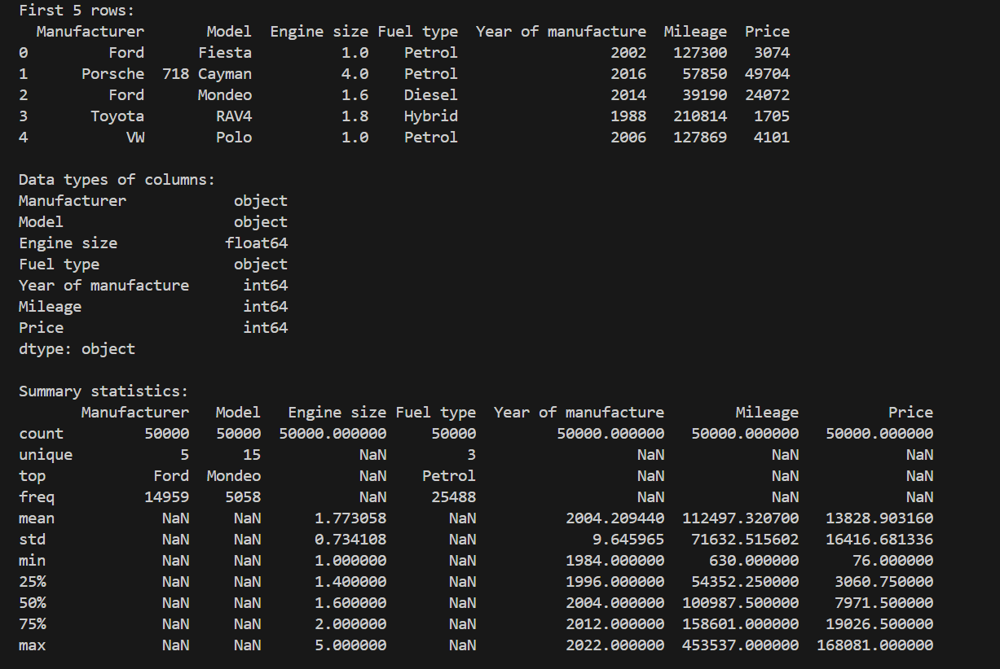 First 5 rows:
  Manufacturer       Model  Engine size Fuel type  Year of manufacture  Mileage  Price
0         Ford      Fiesta          1.0    Petrol                 2002   127300   3074
1      Porsche  718 Cayman          4.0    Petrol                 2016    57850  49704
2         Ford      Mondeo          1.6    Diesel                 2014    39190  24072
3       Toyota        RAV4          1.8    Hybrid                 1988   210814   1705
4           VW        Polo          1.0    Petrol                 2006   127869   4101

Data types of columns:
Manufacturer            object
Model                   object
Engine size            float64
Fuel type               object
Year of manufacture      int64
Mileage                  int64
Price                    int64
dtype: object

Summary statistics:
       Manufacturer   Model   Engine size Fuel type  Year of manufacture        Mileage          Price
count         50000   50000  50000.000000     50000         50000.000000   50000.000000   50000.000000
unique            5      15           NaN         3                  NaN            NaN            NaN
top            Ford  Mondeo           NaN    Petrol                  NaN            NaN            NaN
freq          14959    5058           NaN     25488                  NaN            NaN            NaN
mean            NaN     NaN      1.773058       NaN          2004.209440  112497.320700   13828.903160
std             NaN     NaN      0.734108       NaN             9.645965   71632.515602   16416.681336
min             NaN     NaN      1.000000       NaN          1984.000000     630.000000      76.000000
25%             NaN     NaN      1.400000       NaN          1996.000000   54352.250000    3060.750000
50%             NaN     NaN      1.600000       NaN          2004.000000  100987.500000    7971.500000
75%             NaN     NaN      2.000000       NaN          2012.000000  158601.000000   19026.500000
max             NaN     NaN      5.000000       NaN          2022.000000  453537.000000  168081.000000